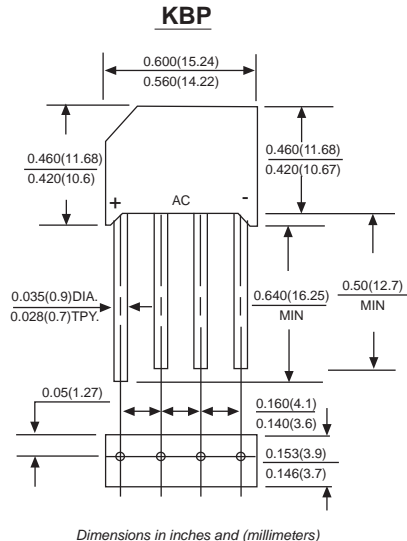 KBP
0.600(15.24)
0.560(14.22)
0.460(11.68)
0.420(10.6)
0.460(11.68)
0.420(10.67)
+ AC -
0.035(0.9)DIA.
0.028(0.7)TPY.
0.640(16.25)
MIN
0.50(12.7)
MIN
0.05(1.27)
0.160(4.1)
0.140(3.6)
0.153(3.9)
0.146(3.7)
Dimensions in inches and (millimeters)